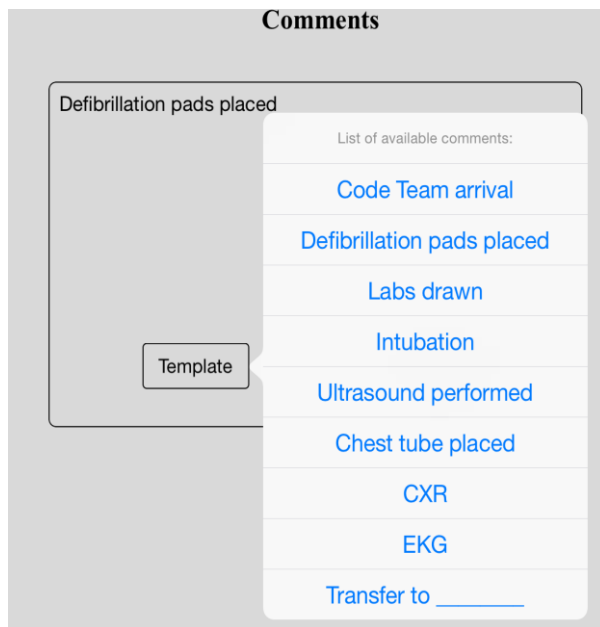 Comments
Defibrillation pads placed
List of available comments:
Code Team arrival
Defibrillation pads placed
Labs drawn
Intubation
Template
Ultrasound performed
Chest tube placed
CXR
EKG
Transfer to ________